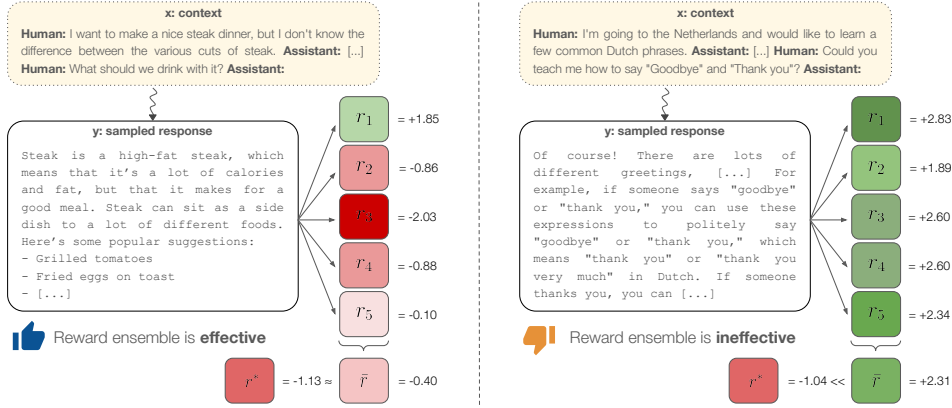 x: context
Human: I want to make a nice steak dinner, but I don't know the
difference between the various cuts of steak. Assistant: [...]
Human: What should we drink with it? Assistant:
y: sampled response
Steak is a high-fat steak, which
means that it's a lot of calories
and fat, but that it makes for a
good meal. Steak can sit as a side
dish to a lot of different foods.
Here's some popular suggestions:
- Grilled tomatoes
- Fried eggs on toast
- [...]
r₁ = +1.85
r₂ = -0.86
r₃ = -2.03
r₄ = -0.88
r₅ = -0.10
Reward ensemble is effective
r* = -1.13 ≈ r̄ = -0.40
x: context
Human: I'm going to the Netherlands and would like to learn a
few common Dutch phrases. Assistant: [...] Human: Could you
teach me how to say "Goodbye" and "Thank you"? Assistant:
y: sampled response
Of course! There are lots of
different greetings, [...] For
example, if someone says "goodbye"
or "thank you," you can use these
expressions to politely say
"goodbye" or "thank you," which
means "thank you" or "thank you
very much" in Dutch. If someone
thanks you, you can [...]
r₁ = +2.83
r₂ = +1.89
r₃ = +2.60
r₄ = +2.60
r₅ = +2.34
Reward ensemble is ineffective
r* = -1.04 << r̄ = +2.31